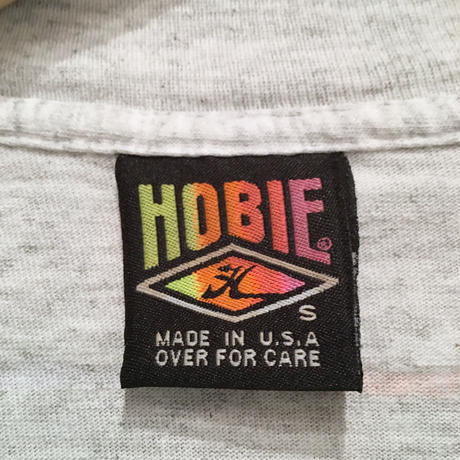 HOBIE®
H
S
MADE IN U.S.A
OVER FOR CARE